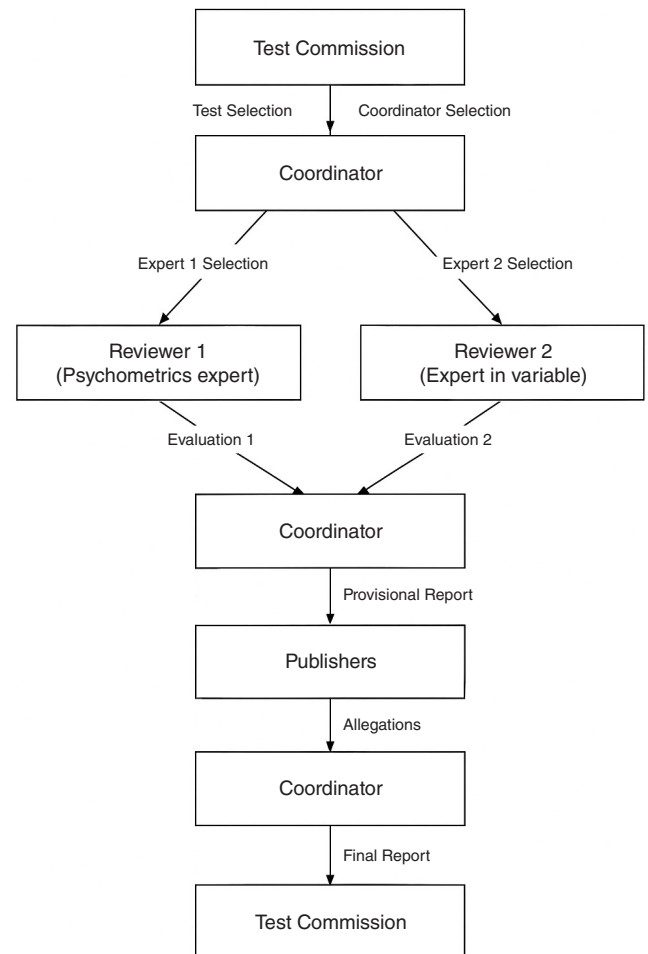 Test Commission
Test Selection
Coordinator Selection
Coordinator
Expert 1 Selection
Expert 2 Selection
Reviewer 1
(Psychometrics expert)
Reviewer 2
(Expert in variable)
Evaluation 1
Evaluation 2
Coordinator
Provisional Report
Publishers
Allegations
Coordinator
Final Report
Test Commission